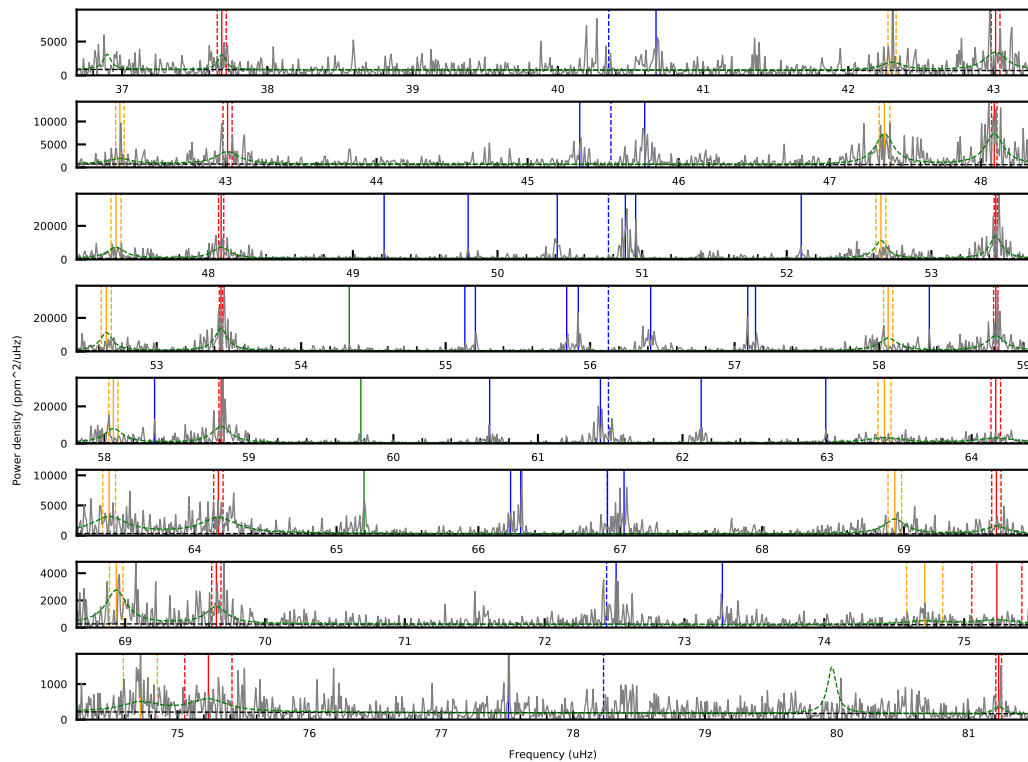 5000
0
37 38 39 40 41 42 43
10000
5000
0
43 44 45 46 47 48
20000
0
48 49 50 51 52 53
20000
0
53 54 55 56 57 58 59
20000
0
58 59 60 61 62 63 64
10000
5000
0
64 65 66 67 68 69
4000
2000
0
69 70 71 72 73 74 75
1000
0
75 76 77 78 79 80 81
Power density (ppm^2/(uHz)
Frequency (uHz)